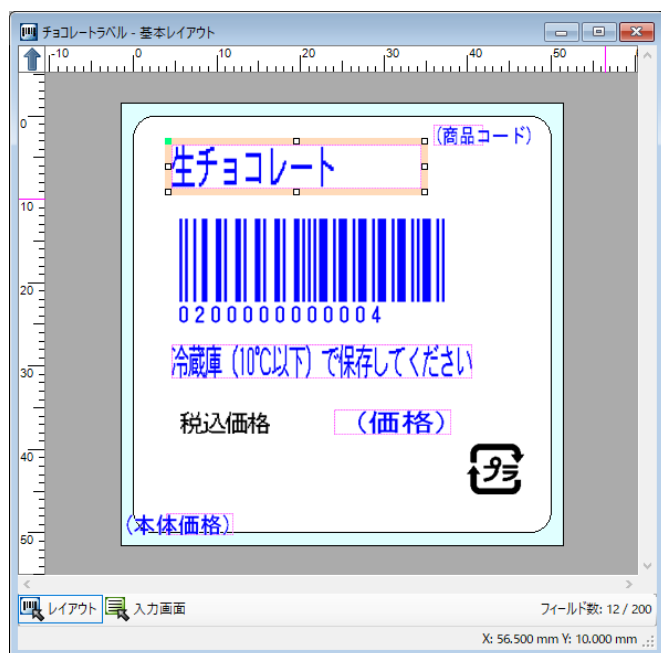 チョコレートラベル - 基本レイアウト
-10 0 10 20 30 40 50
0
(商品コード)
生チョコレート
10
20
0200000000004
冷蔵庫 (10℃以下) で保存してください
30
税込価格 (価格)
40
プラ
(本体価格)
50
レイアウト 入力画面 フィールド数: 12 / 200
X: 56.500 mm Y: 10.000 mm